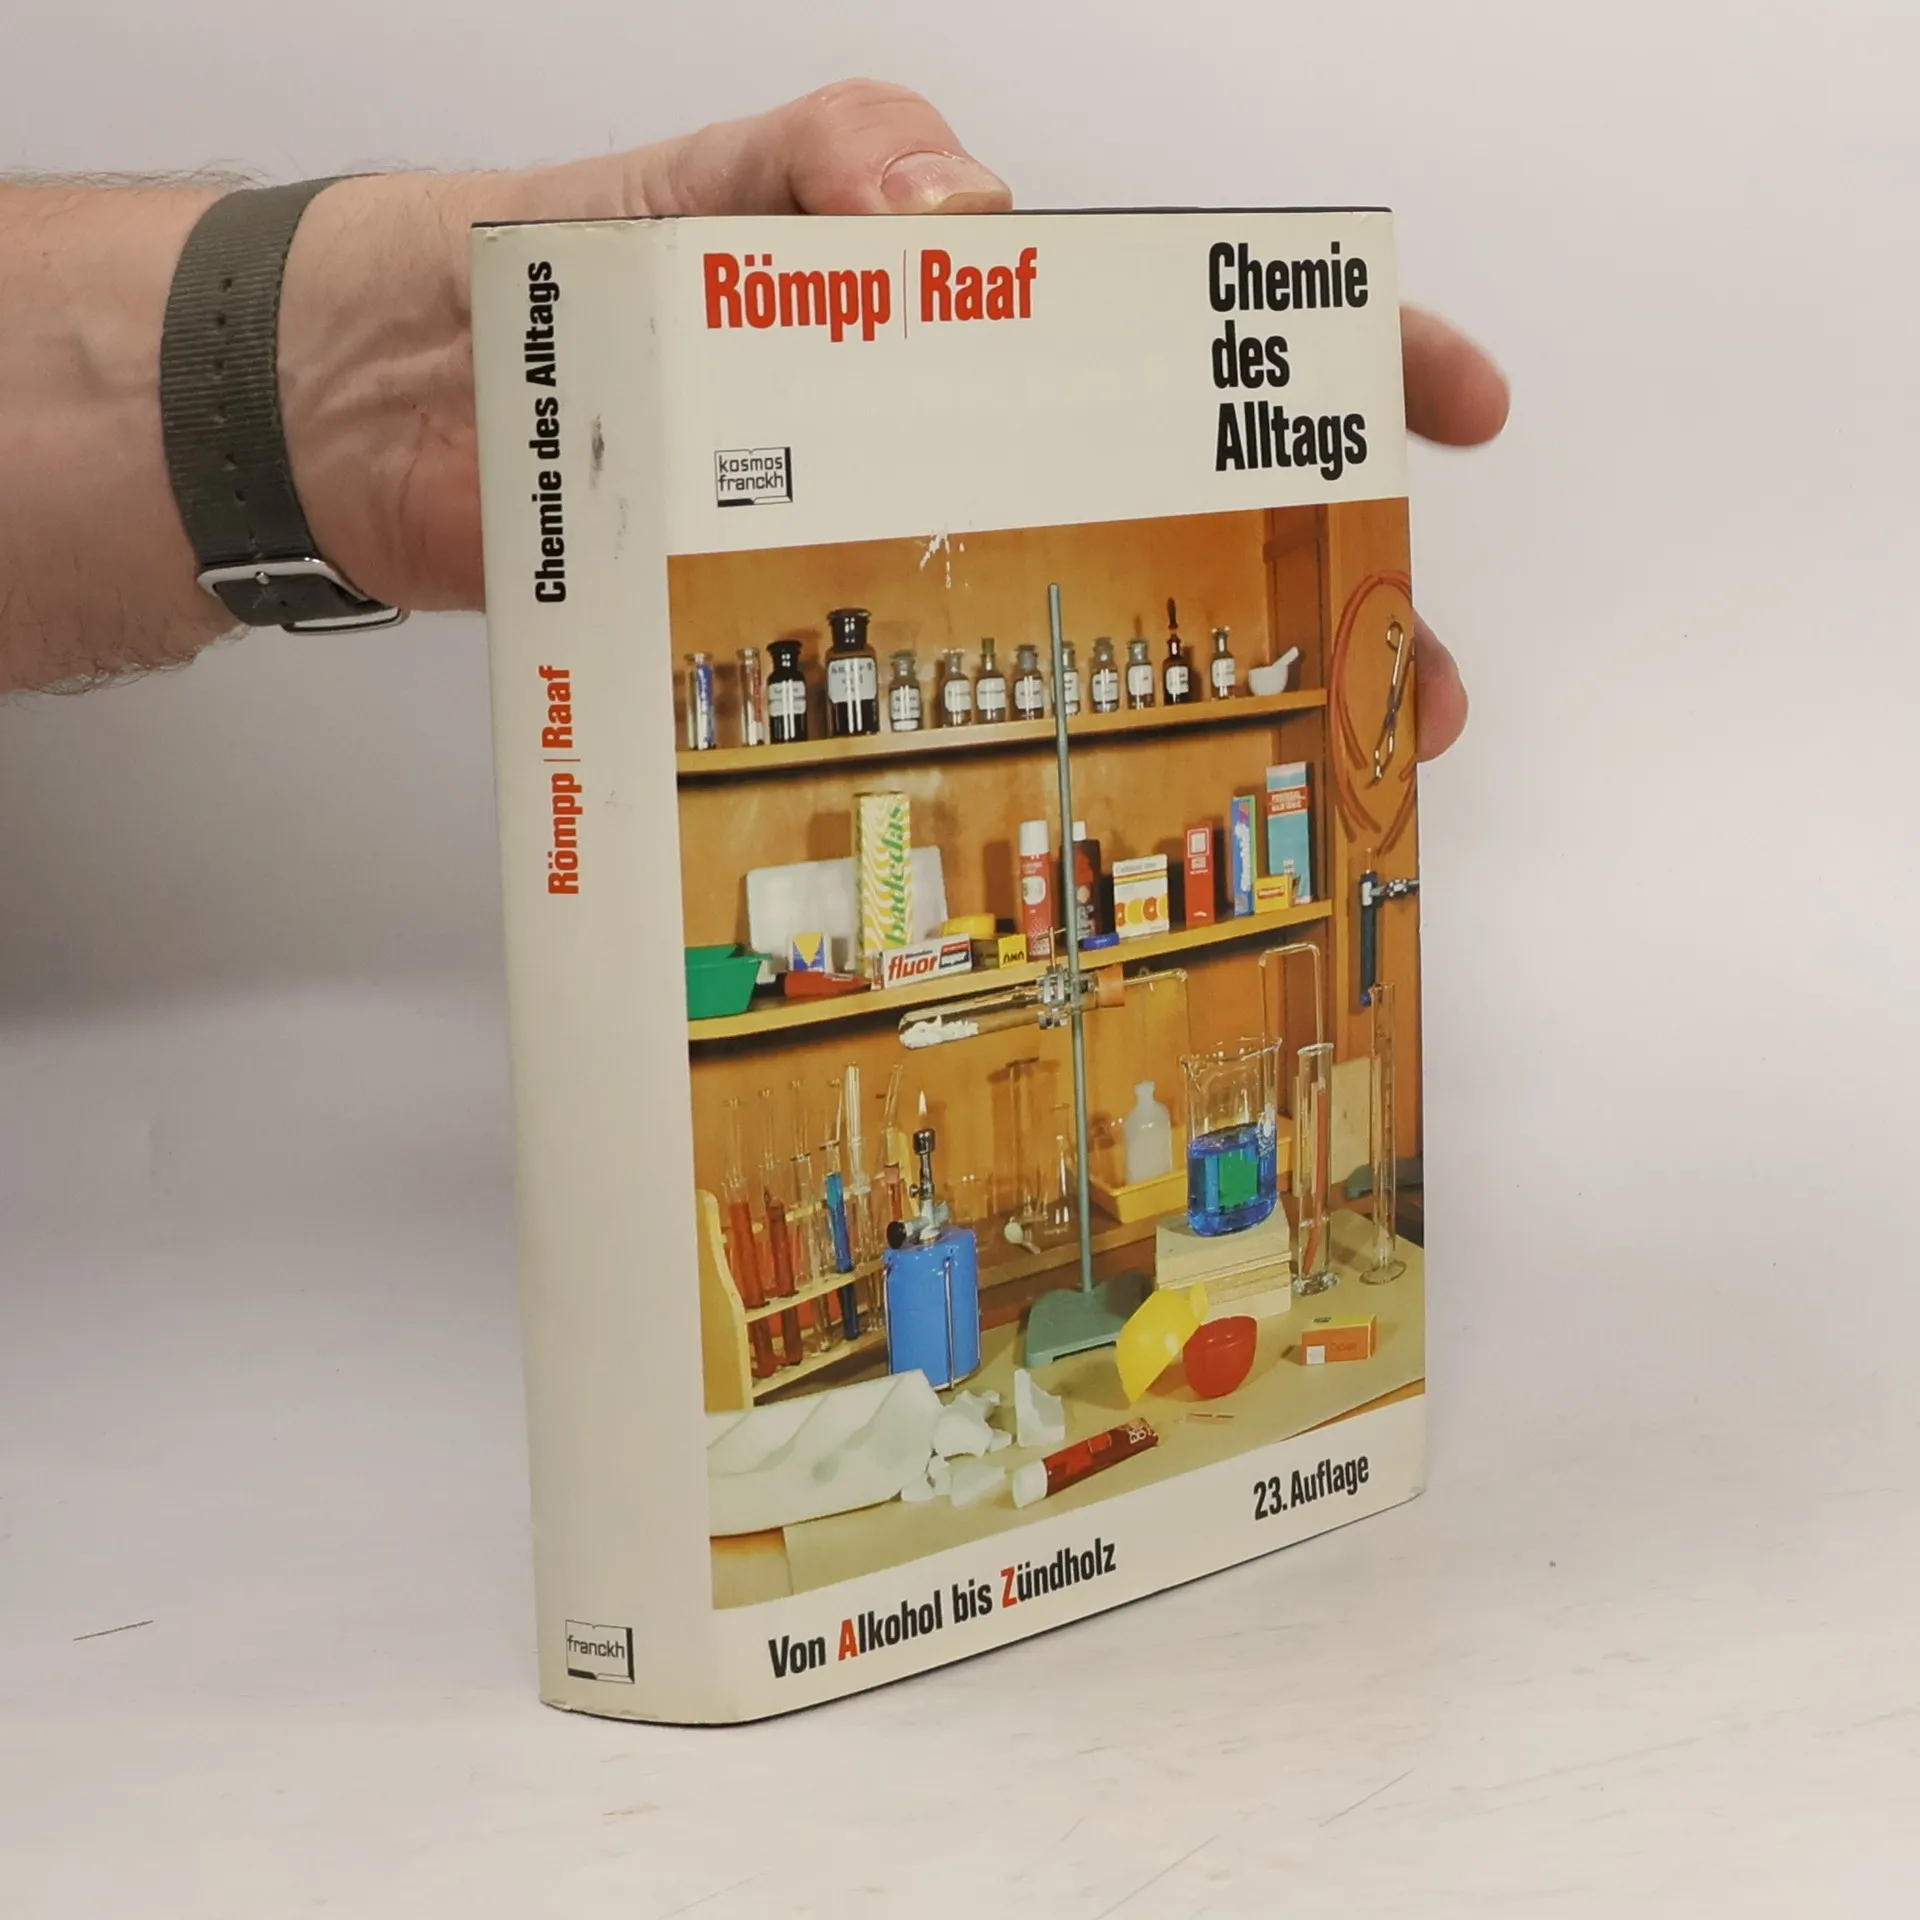 Chemie des Alltags
Römpp|Raaf
franckh
Römpp|Raaf
Chemie
des
Alltags
kosmos
franckh
badedas
fluor
23. Auflage
Von Alkohol bis Zündholz